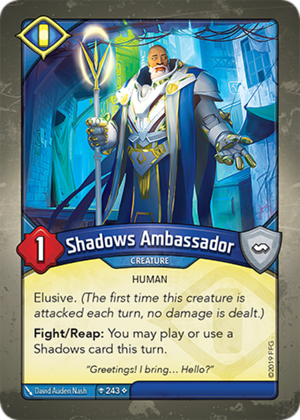 Shadows Ambassador
CREATURE
1
HUMAN
Elusive. (The first time this creature is
attacked each turn, no damage is dealt.)
Fight/Reap: You may play or use a
Shadows card this turn.
"Greetings! I bring... Hello?"
©2019 FFG
David Auden Nash
243